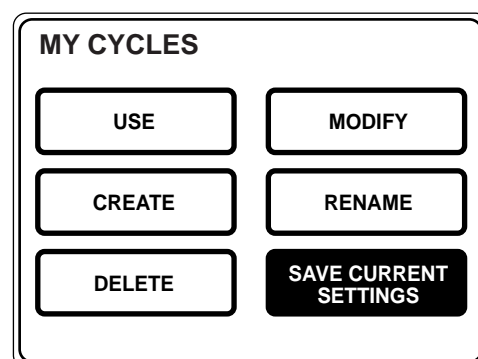 MY CYCLES
USE
MODIFY
CREATE
RENAME
DELETE
SAVE CURRENT
SETTINGS